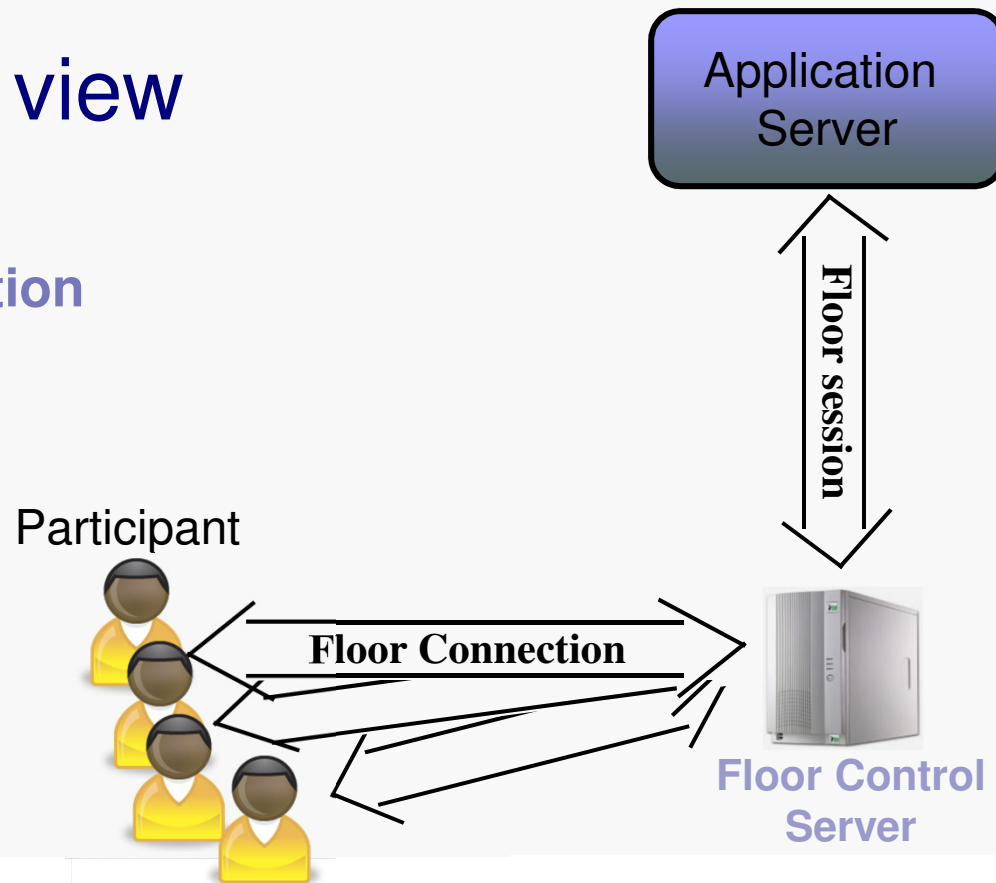 view
Application
Server
tion
Floor session
Participant
Floor Connection
Floor Control
Server